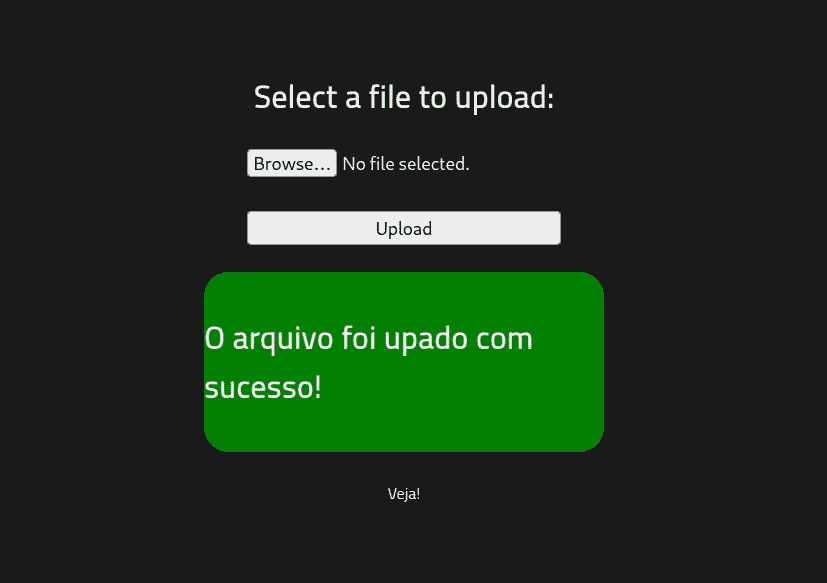 Select a file to upload:
Browse... No file selected.
Upload
O arquivo foi upado com
sucesso!
Veja!